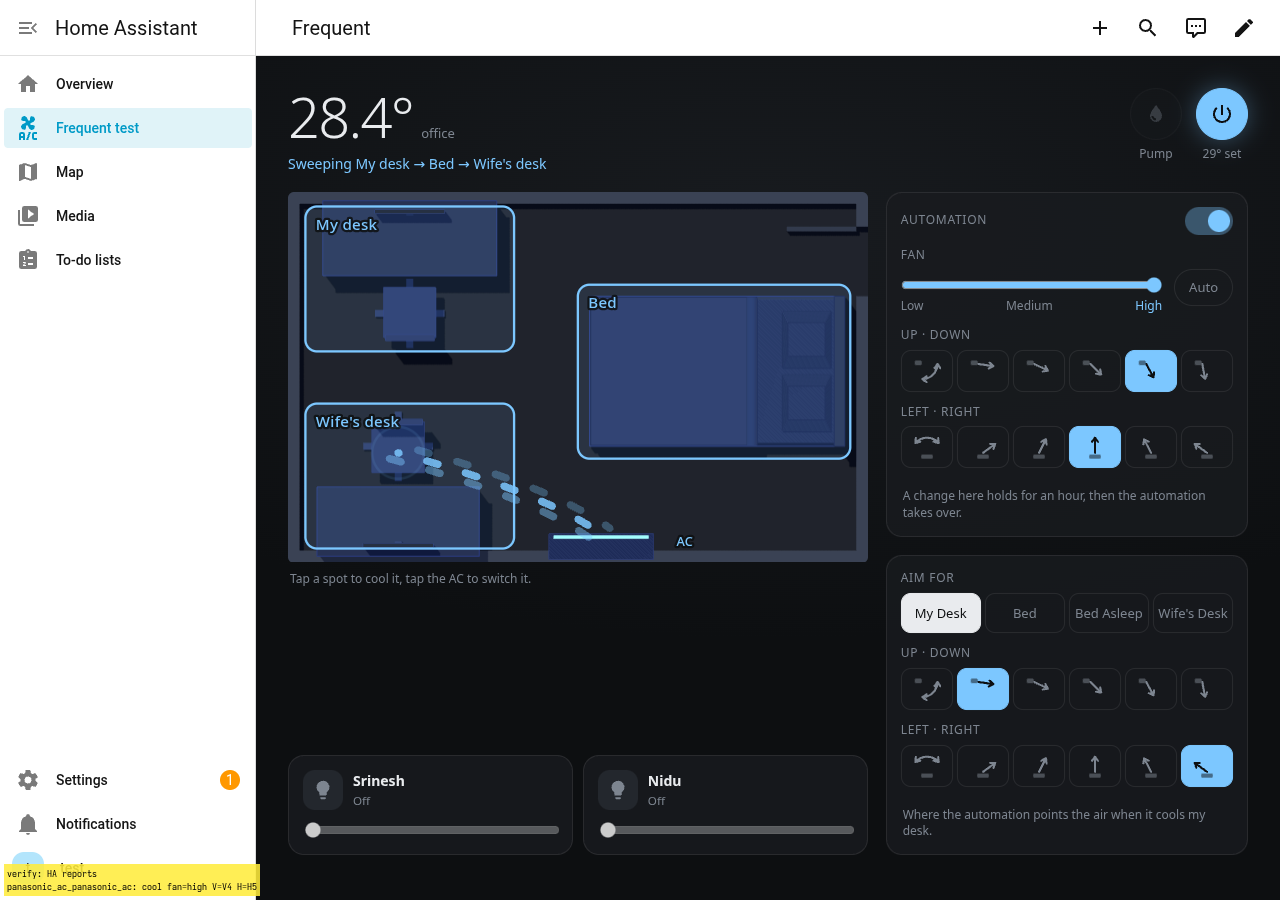 Home Assistant
Frequent
Overview
A/C
Frequent test
Map
Media
To-do lists
Settings
1
Notifications
verify: HA reports
panasonic_ac_panasonic_ac: cool fan=high V=V4 H=H5
28.4° office
Sweeping My desk → Bed → Wife's desk
Pump
29° set
My desk
Bed
Wife's desk
AC
Tap a spot to cool it, tap the AC to switch it.
Srinesh
Off
Nidu
Off
AUTOMATION
FAN
Low Medium High
Auto
UP · DOWN
LEFT · RIGHT
A change here holds for an hour, then the automation
takes over.
AIM FOR
My Desk Bed Bed Asleep Wife's Desk
UP · DOWN
LEFT · RIGHT
Where the automation points the air when it cools my
desk.